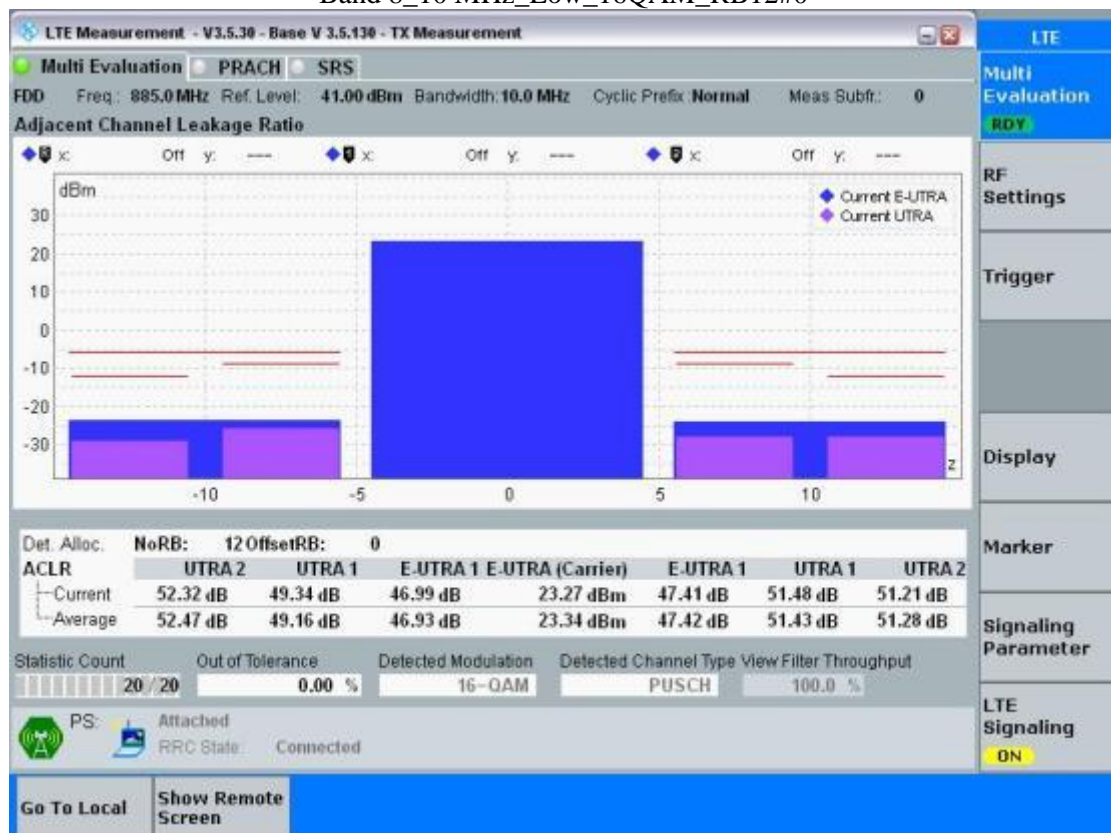 Band 8_10 MHz_Low_16QAM_RB12#0
LTE Measurement - V3.5.30 - Base V 3.5.130 - TX Measurement
LTE
Multi Evaluation PRACH SRS
Multi Evaluation
RDY
FDD Freq.: 885.0 MHz Ref. Level: 41.00 dBm Bandwidth: 10.0 MHz Cyclic Prefix: Normal Meas Subfr.: 0
Adjacent Channel Leakage Ratio
x: Off y: --- x: Off y: --- x: Off y: ---
dBm
Current E-UTRA
Current UTRA
30
20
10
0
-10
-20
-30
z
-10 -5 0 5 10
RF Settings
Trigger
Display
Marker
Signaling Parameter
LTE Signaling
ON
Det. Alloc. NoRB: 12 OffsetRB: 0
ACLR UTRA 2 UTRA 1 E-UTRA 1 E-UTRA (Carrier) E-UTRA 1 UTRA 1 UTRA 2
Current 52.32 dB 49.34 dB 46.99 dB 23.27 dBm 47.41 dB 51.48 dB 51.21 dB
Average 52.47 dB 49.16 dB 46.93 dB 23.34 dBm 47.42 dB 51.43 dB 51.28 dB
Statistic Count Out of Tolerance Detected Modulation Detected Channel Type View Filter Throughput
20 / 20 0.00 % 16-QAM PUSCH 100.0 %
PS: Attached
RRC State: Connected
Go To Local
Show Remote Screen